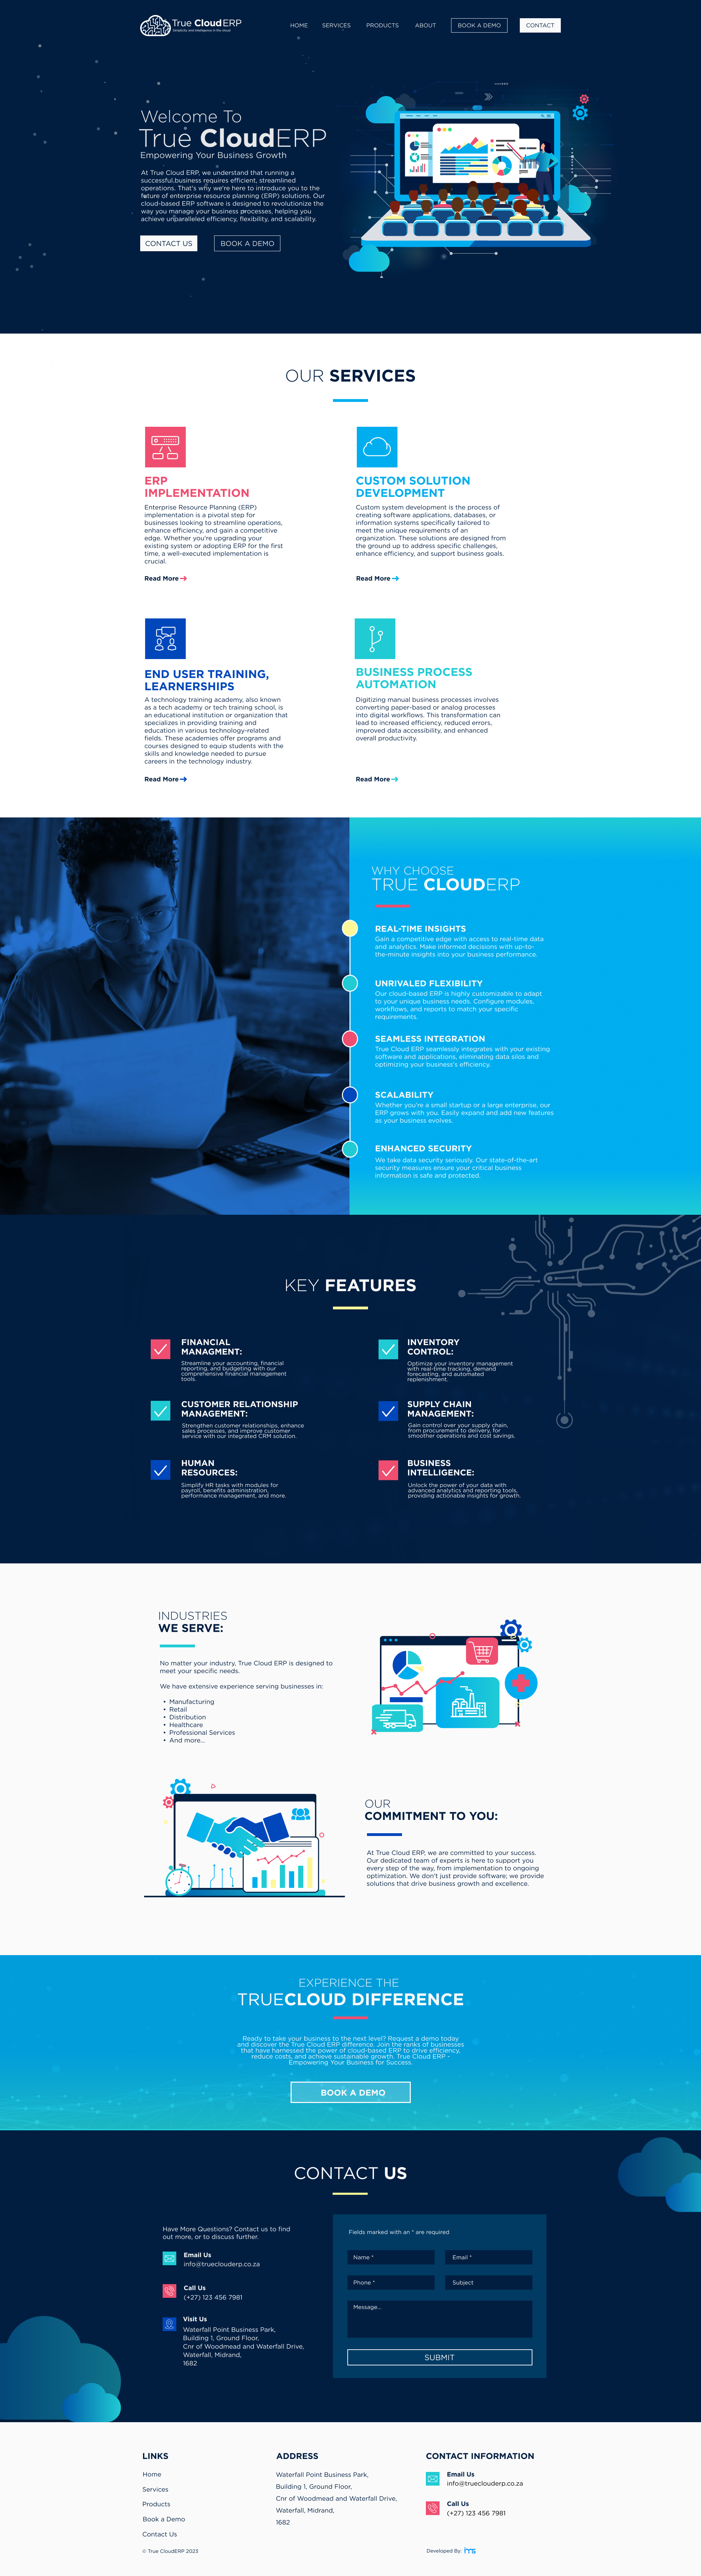 True CloudERP
Simplicity and Intelligence in the cloud
HOME
SERVICES
PRODUCTS
ABOUT
BOOK A DEMO
CONTACT
Welcome To
True CloudERP
Empowering Your Business Growth
At True Cloud ERP, we understand that running a
successful business requires efficient, streamlined
operations. That's why we're here to introduce you to the
future of enterprise resource planning (ERP) solutions. Our
cloud-based ERP software is designed to revolutionize the
way you manage your business processes, helping you
achieve unparalleled efficiency, flexibility, and scalability.
CONTACT US
BOOK A DEMO
OUR SERVICES
ERP
IMPLEMENTATION
Enterprise Resource Planning (ERP)
implementation is a pivotal step for
businesses looking to streamline operations,
enhance efficiency, and gain a competitive
edge. Whether you're upgrading your
existing system or adopting ERP for the first
time, a well-executed implementation is
crucial.
Read More
CUSTOM SOLUTION
DEVELOPMENT
Custom system development is the process of
creating software applications, databases, or
information systems specifically tailored to
meet the unique requirements of an
organization. These solutions are designed from
the ground up to address specific challenges,
enhance efficiency, and support business goals.
Read More
END USER TRAINING,
LEARNERSHIPS
A technology training academy, also known
as a tech academy or tech training school, is
an educational institution or organization that
specializes in providing training and
education in various technology-related
fields. These academies offer programs and
courses designed to equip students with the
skills and knowledge needed to pursue
careers in the technology industry.
Read More
BUSINESS PROCESS
AUTOMATION
Digitizing manual business processes involves
converting paper-based or analog processes
into digital workflows. This transformation can
lead to increased efficiency, reduced errors,
improved data accessibility, and enhanced
overall productivity.
Read More
WHY CHOOSE
TRUE CLOUDERP
REAL-TIME INSIGHTS
Gain a competitive edge with access to real-time data
and analytics. Make informed decisions with up-to-
the-minute insights into your business performance.
UNRIVALED FLEXIBILITY
Our cloud-based ERP is highly customizable to adapt
to your unique business needs. Configure modules,
workflows, and reports to match your specific
requirements.
SEAMLESS INTEGRATION
True Cloud ERP seamlessly integrates with your existing
software and applications, eliminating data silos and
optimizing your business's efficiency.
SCALABILITY
Whether you're a small startup or a large enterprise, our
ERP grows with you. Easily expand and add new features
as your business evolves.
ENHANCED SECURITY
We take data security seriously. Our state-of-the-art
security measures ensure your critical business
information is safe and protected.
KEY FEATURES
FINANCIAL
MANAGMENT:
Streamline your accounting, financial
reporting, and budgeting with our
comprehensive financial management
tools.
INVENTORY
CONTROL:
Optimize your inventory management
with real-time tracking, demand
forecasting, and automated
replenishment.
CUSTOMER RELATIONSHIP
MANAGEMENT:
Strengthen customer relationships, enhance
sales processes, and improve customer
service with our integrated CRM solution.
SUPPLY CHAIN
MANAGEMENT:
Gain control over your supply chain,
from procurement to delivery, for
smoother operations and cost savings.
HUMAN
RESOURCES:
Simplify HR tasks with modules for
payroll, benefits administration,
performance management, and more.
BUSINESS
INTELLIGENCE:
Unlock the power of your data with
advanced analytics and reporting tools,
providing actionable insights for growth.
INDUSTRIES
WE SERVE:
No matter your industry, True Cloud ERP is designed to
meet your specific needs.
We have extensive experience serving businesses in:
• Manufacturing
• Retail
• Distribution
• Healthcare
• Professional Services
• And more...
OUR
COMMITMENT TO YOU:
At True Cloud ERP, we are committed to your success.
Our dedicated team of experts is here to support you
every step of the way, from implementation to ongoing
optimization. We don't just provide software; we provide
solutions that drive business growth and excellence.
EXPERIENCE THE
TRUECLOUD DIFFERENCE
Ready to take your business to the next level? Request a demo today
and discover the True Cloud ERP difference. Join the ranks of businesses
that have harnessed the power of cloud-based ERP to drive efficiency,
reduce costs, and achieve sustainable growth. True Cloud ERP -
Empowering Your Business for Success.
BOOK A DEMO
CONTACT US
Have More Questions? Contact us to find
out more, or to discuss further.
Email Us
info@trueclouderp.co.za
Call Us
(+27) 123 456 7981
Visit Us
Waterfall Point Business Park,
Building 1, Ground Floor,
Cnr of Woodmead and Waterfall Drive,
Waterfall, Midrand,
1682
Fields marked with an * are required
Name *
Email *
Phone *
Subject
Message...
SUBMIT
LINKS
Home
Services
Products
Book a Demo
Contact Us
© True CloudERP 2023
ADDRESS
Waterfall Point Business Park,
Building 1, Ground Floor,
Cnr of Woodmead and Waterfall Drive,
Waterfall, Midrand,
1682
CONTACT INFORMATION
Email Us
info@trueclouderp.co.za
Call Us
(+27) 123 456 7981
Developed By: